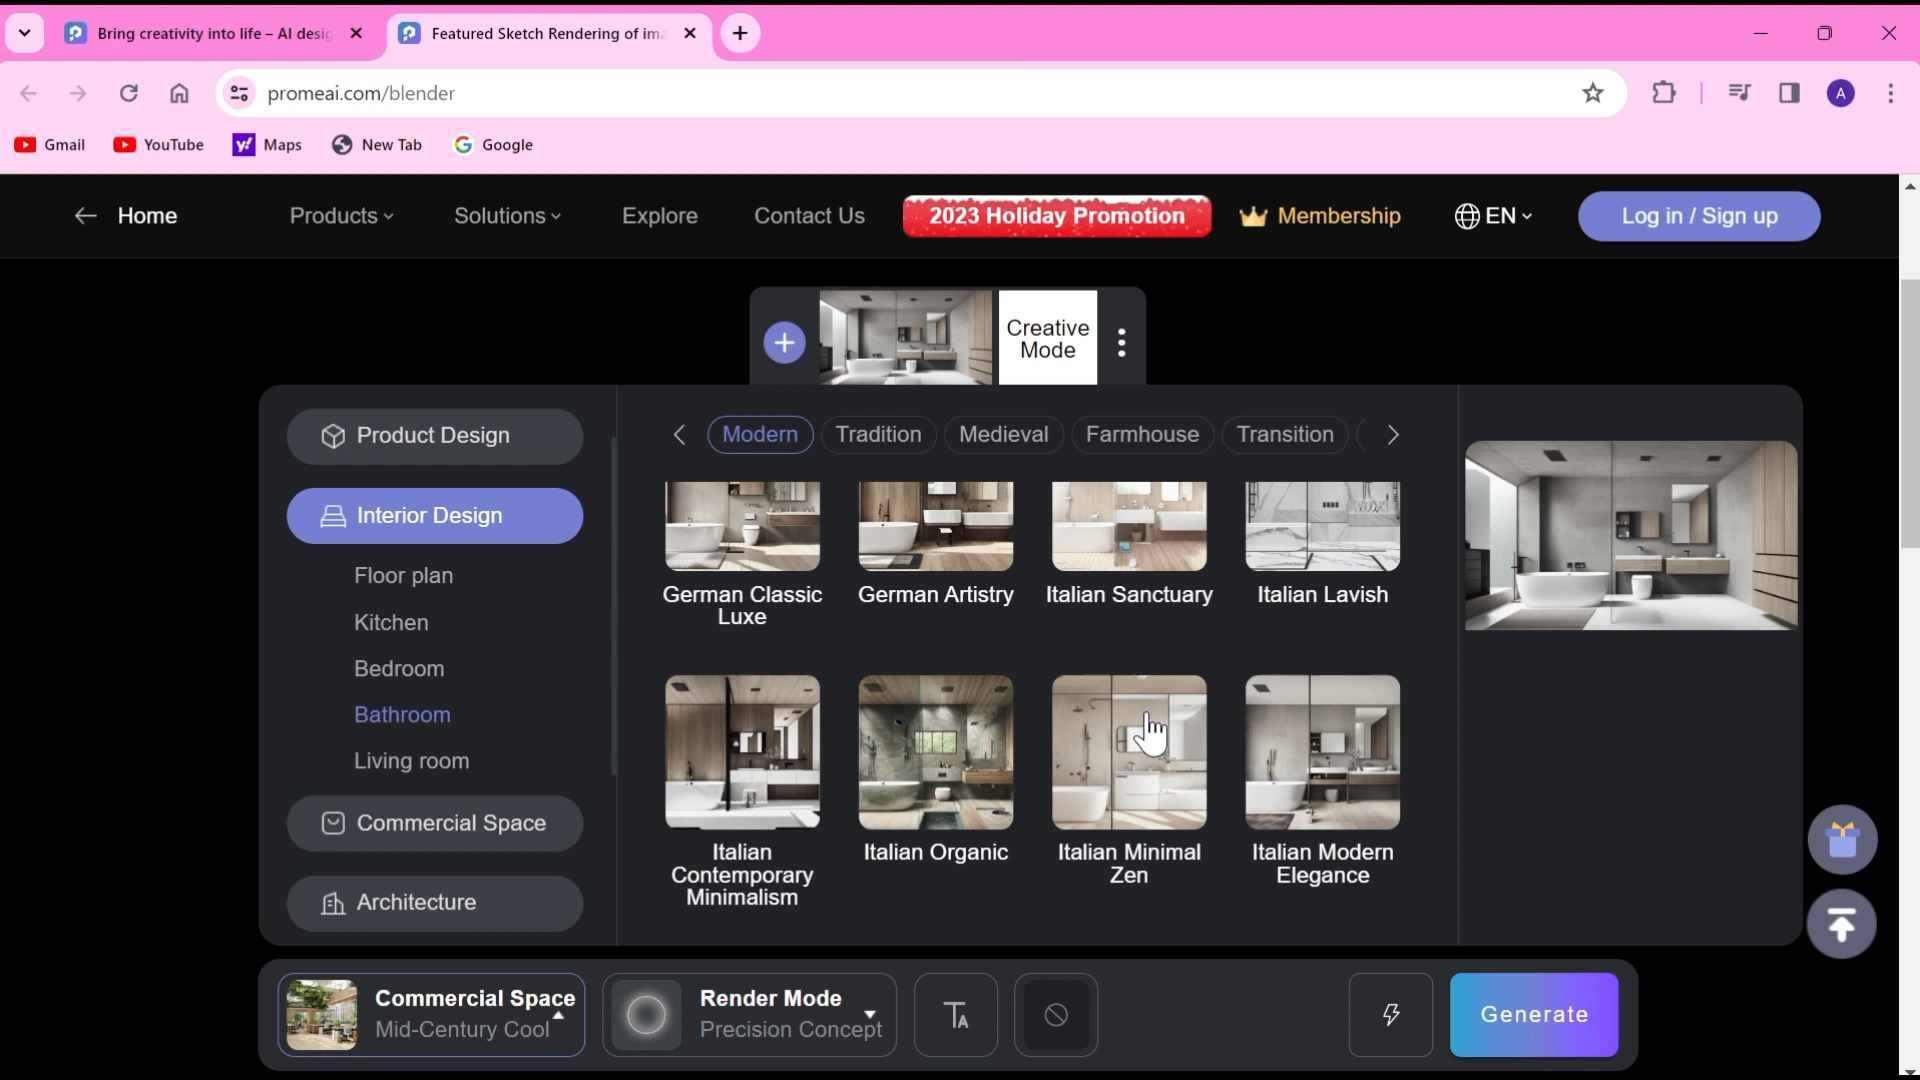 Bring creativity into life – AI desig
Featured Sketch Rendering of ima
promeai.com/blender
A
Gmail
YouTube
Maps
New Tab
Google
Home
Products
Solutions
Explore
Contact Us
2023 Holiday Promotion
Membership
EN
Log in / Sign up
Creative
Mode
Product Design
Interior Design
Floor plan
Kitchen
Bedroom
Bathroom
Living room
Commercial Space
Architecture
Modern
Tradition
Medieval
Farmhouse
Transition
German Classic
Luxe
German Artistry
Italian Sanctuary
Italian Lavish
Italian
Contemporary
Minimalism
Italian Organic
Italian Minimal
Zen
Italian Modern
Elegance
Commercial Space
Mid-Century Cool
Render Mode
Precision Concept
Generate